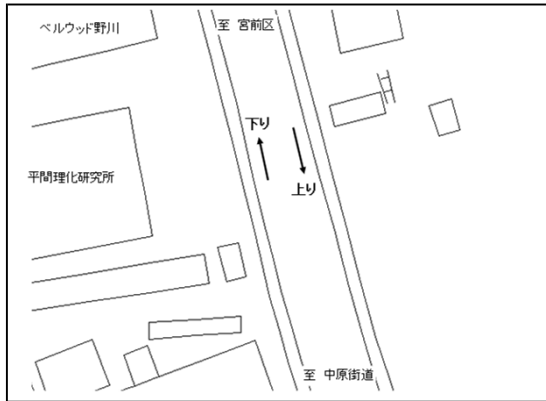 ベルウッド野川
至 宮前区
下り
上り
平間理化研究所
至 中原街道